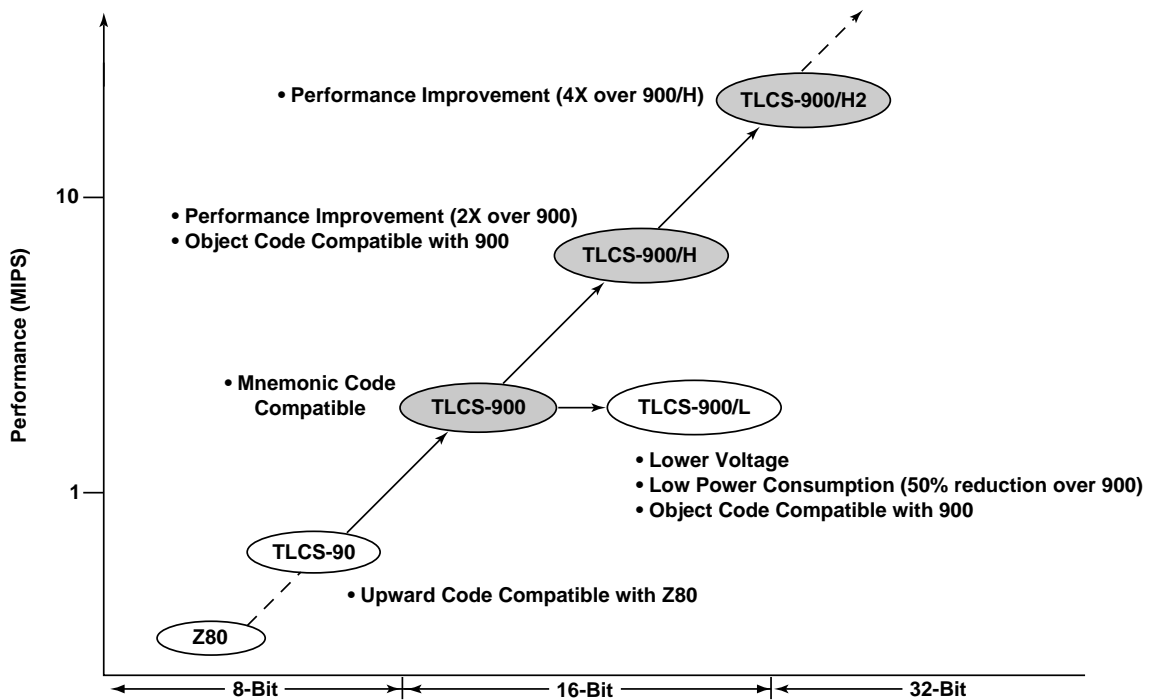 • Performance Improvement (4X over 900/H)
TLCS-900/H2
10
• Performance Improvement (2X over 900)
• Object Code Compatible with 900
TLCS-900/H
Performance (MIPS)
• Mnemonic Code
Compatible
TLCS-900
TLCS-900/L
• Lower Voltage
• Low Power Consumption (50% reduction over 900)
• Object Code Compatible with 900
1
TLCS-90
• Upward Code Compatible with Z80
Z80
8-Bit
16-Bit
32-Bit